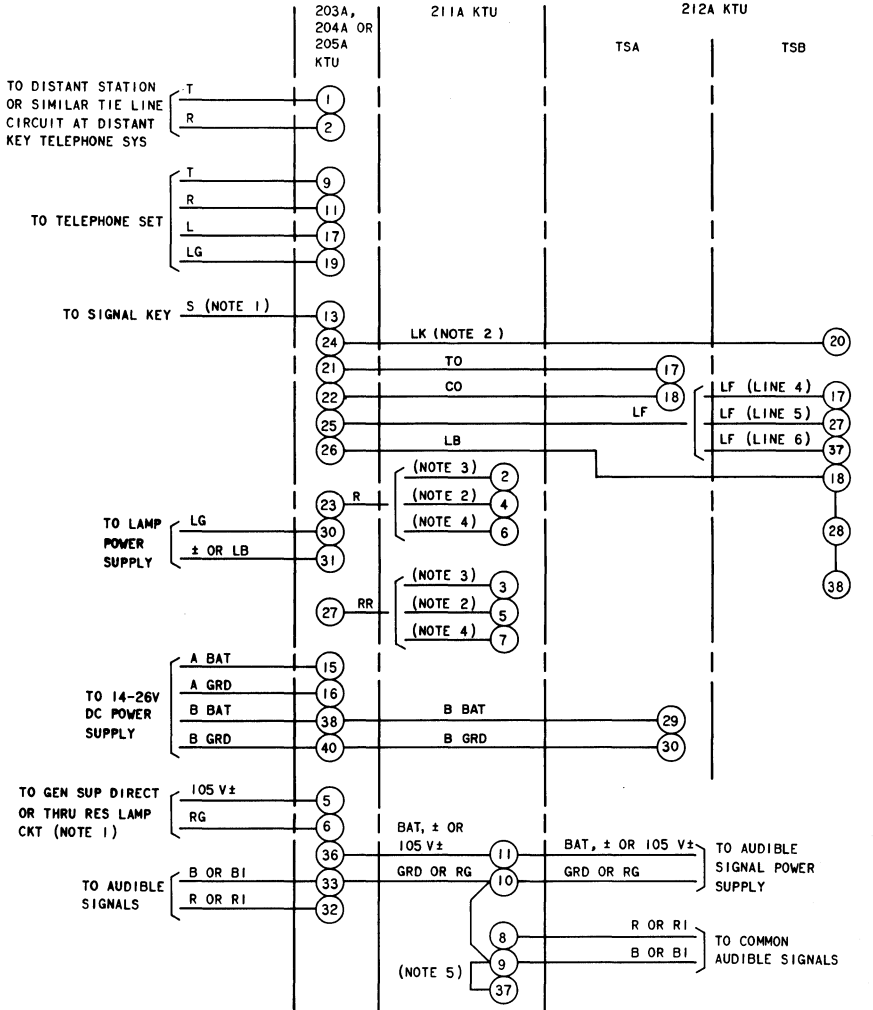 203A,
204A OR
205A
KTU
211A KTU
212A KTU
TSA
TSB
TO DISTANT STATION
OR SIMILAR TIE LINE
CIRCUIT AT DISTANT
KEY TELEPHONE SYS
T
1
R
2
TO TELEPHONE SET
T
9
R
11
L
17
LG
19
TO SIGNAL KEY
S (NOTE 1)
13
24
LK (NOTE 2)
20
21
TO
17
22
CO
18
25
LF
LF (LINE 4)
17
LF (LINE 5)
27
LF (LINE 6)
37
26
LB
18
28
38
23
R
(NOTE 3)
2
(NOTE 2)
4
(NOTE 4)
6
TO LAMP
POWER
SUPPLY
LG
30
± OR LB
31
27
RR
(NOTE 3)
3
(NOTE 2)
5
(NOTE 4)
7
TO 14-26V
DC POWER
SUPPLY
A BAT
15
A GRD
16
B BAT
38
B BAT
29
B GRD
40
B GRD
30
TO GEN SUP DIRECT
OR THRU RES LAMP
CKT (NOTE 1)
105 V±
5
RG
6
36
BAT, ± OR
105 V±
11
BAT, ± OR 105 V±
TO AUDIBLE
SIGNAL POWER
SUPPLY
TO AUDIBLE
SIGNALS
B OR B1
33
GRD OR RG
10
GRD OR RG
R OR R1
32
8
R OR R1
9
B OR B1
TO COMMON
AUDIBLE SIGNALS
(NOTE 5)
37